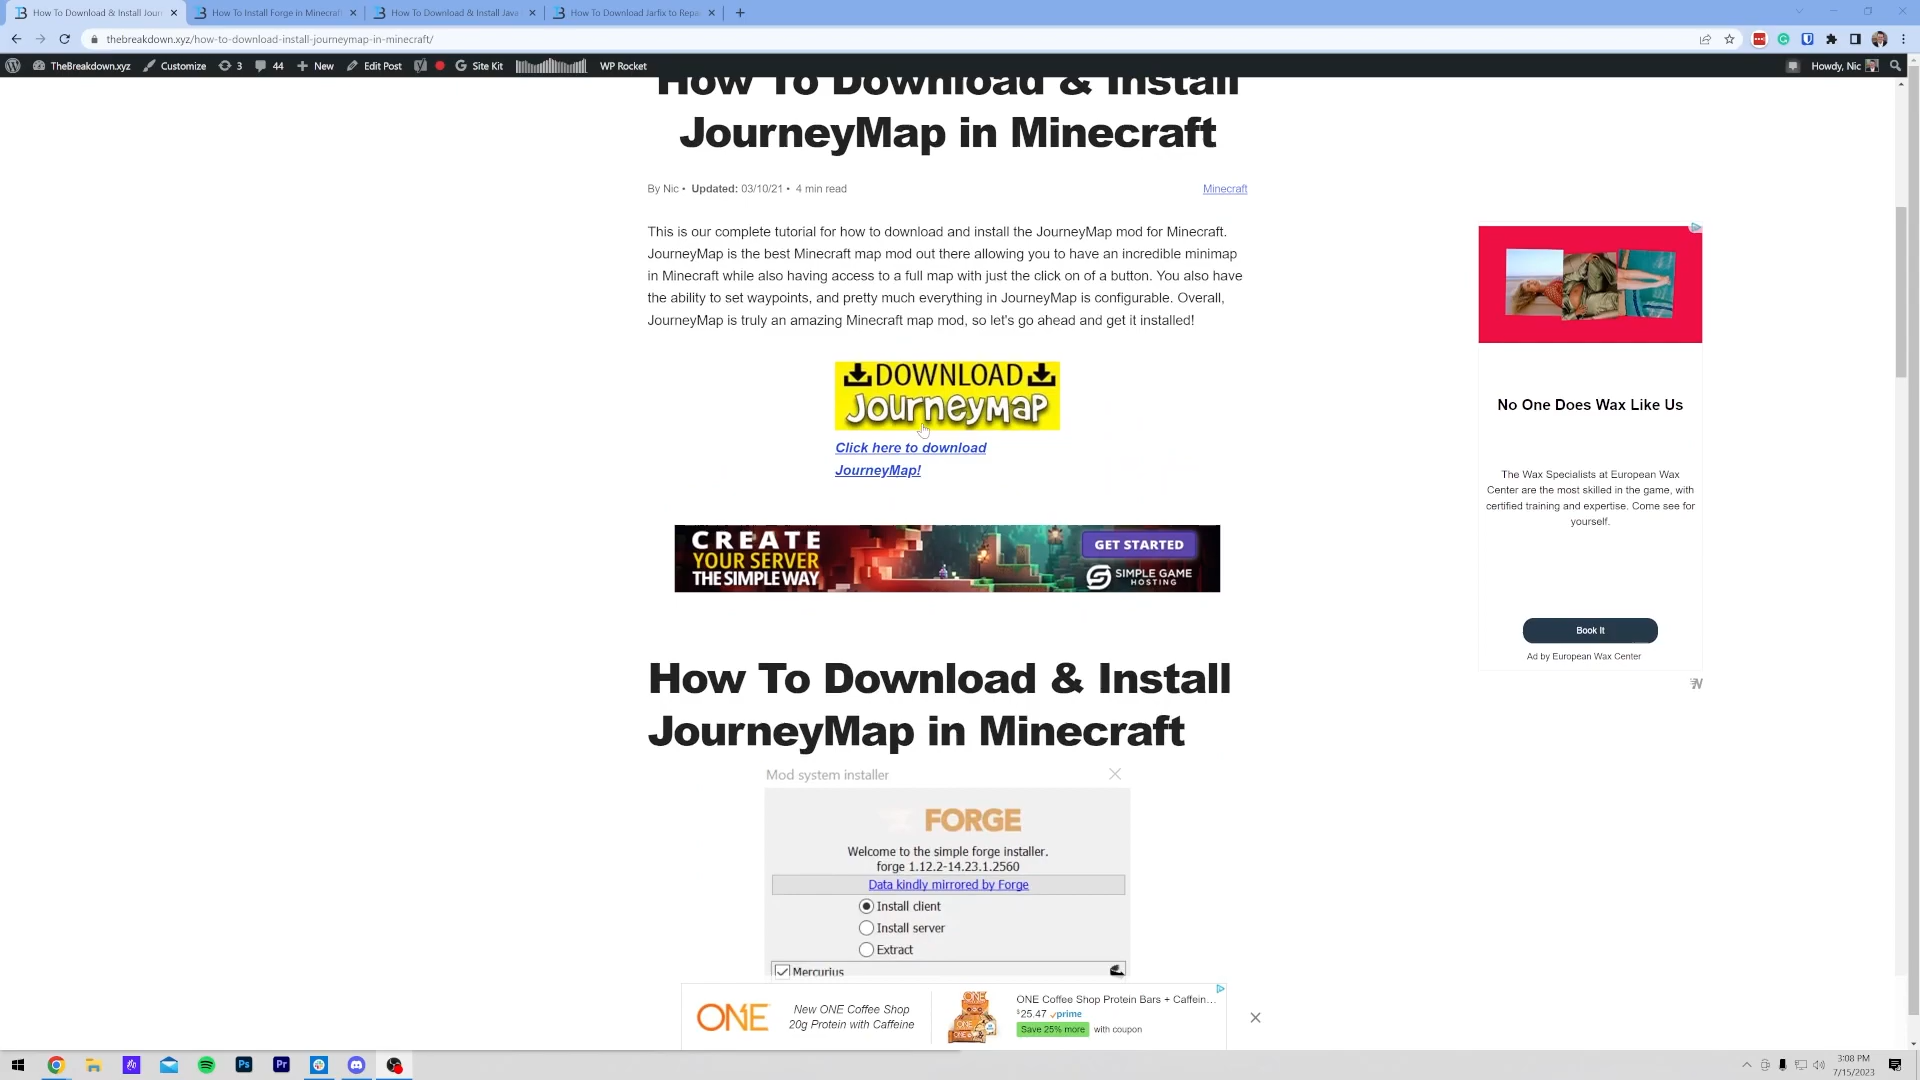 How To Download & Install Jour
How To Install Forge in Minecraft
How To Download & Install Java
How To Download Jarfix to Repa
thebreakdown.xyz/how-to-download-install-journeymap-in-minecraft/
TheBreakdown.xyz Customize 3 44 New Edit Post Site Kit WP Rocket Howdy, Nic
How To Download & Install
JourneyMap in Minecraft
By Nic • Updated: 03/10/21 • 4 min read
Minecraft
This is our complete tutorial for how to download and install the JourneyMap mod for Minecraft.
JourneyMap is the best Minecraft map mod out there allowing you to have an incredible minimap
in Minecraft while also having access to a full map with just the click on of a button. You also have
the ability to set waypoints, and pretty much everything in JourneyMap is configurable. Overall,
JourneyMap is truly an amazing Minecraft map mod, so let's go ahead and get it installed!
DOWNLOAD
JourneyMap
Click here to download
JourneyMap!
CREATE
YOUR SERVER
THE SIMPLE WAY
GET STARTED
SIMPLE GAME
HOSTING
No One Does Wax Like Us
The Wax Specialists at European Wax
Center are the most skilled in the game, with
certified training and expertise. Come see for
yourself.
Book It
Ad by European Wax Center
How To Download & Install
JourneyMap in Minecraft
Mod system installer
FORGE
Welcome to the simple forge installer.
forge 1.12.2-14.23.1.2560
Data kindly mirrored by Forge
Install client
Install server
Extract
Mercurius
ONE
New ONE Coffee Shop
20g Protein with Caffeine
ONE Coffee Shop Protein Bars + Caffein...
$25.47 prime
Save 25% more with coupon
3:08 PM
7/15/2023